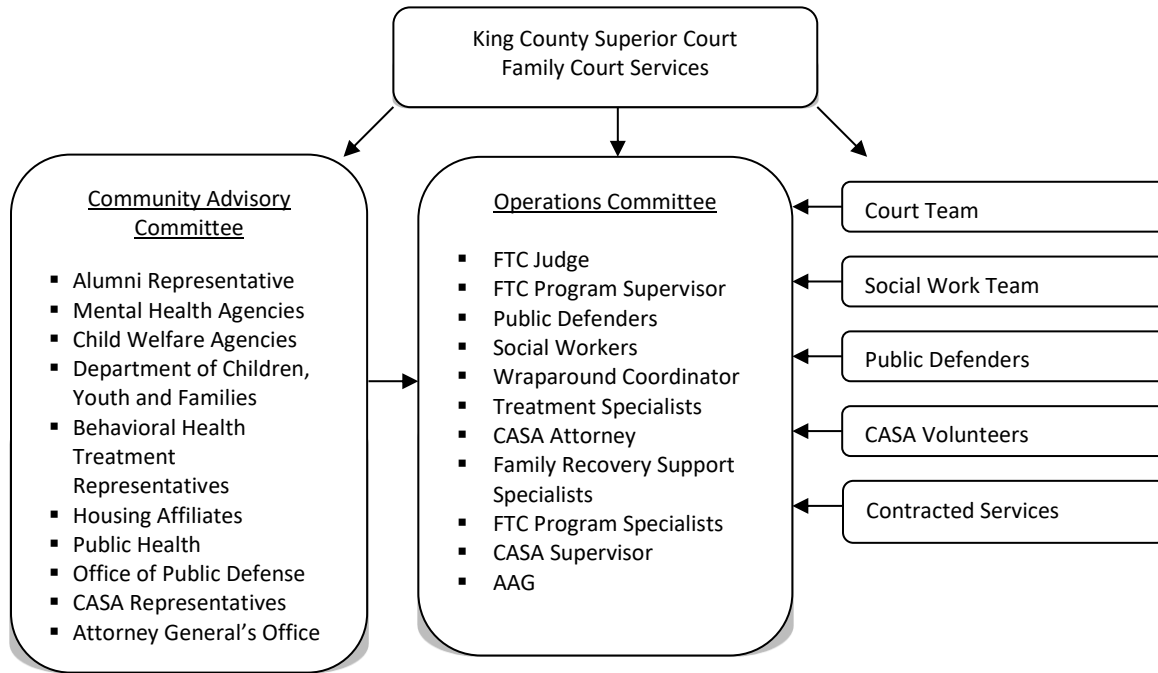 King County Superior Court
Family Court Services
Community Advisory
Committee
▪ Alumni Representative
▪ Mental Health Agencies
▪ Child Welfare Agencies
▪ Department of Children,
Youth and Families
▪ Behavioral Health
Treatment
Representatives
▪ Housing Affiliates
▪ Public Health
▪ Office of Public Defense
▪ CASA Representatives
▪ Attorney General’s Office
Operations Committee
▪ FTC Judge
▪ FTC Program Supervisor
▪ Public Defenders
▪ Social Workers
▪ Wraparound Coordinator
▪ Treatment Specialists
▪ CASA Attorney
▪ Family Recovery Support
Specialists
▪ FTC Program Specialists
▪ CASA Supervisor
▪ AAG
Court Team
Social Work Team
Public Defenders
CASA Volunteers
Contracted Services